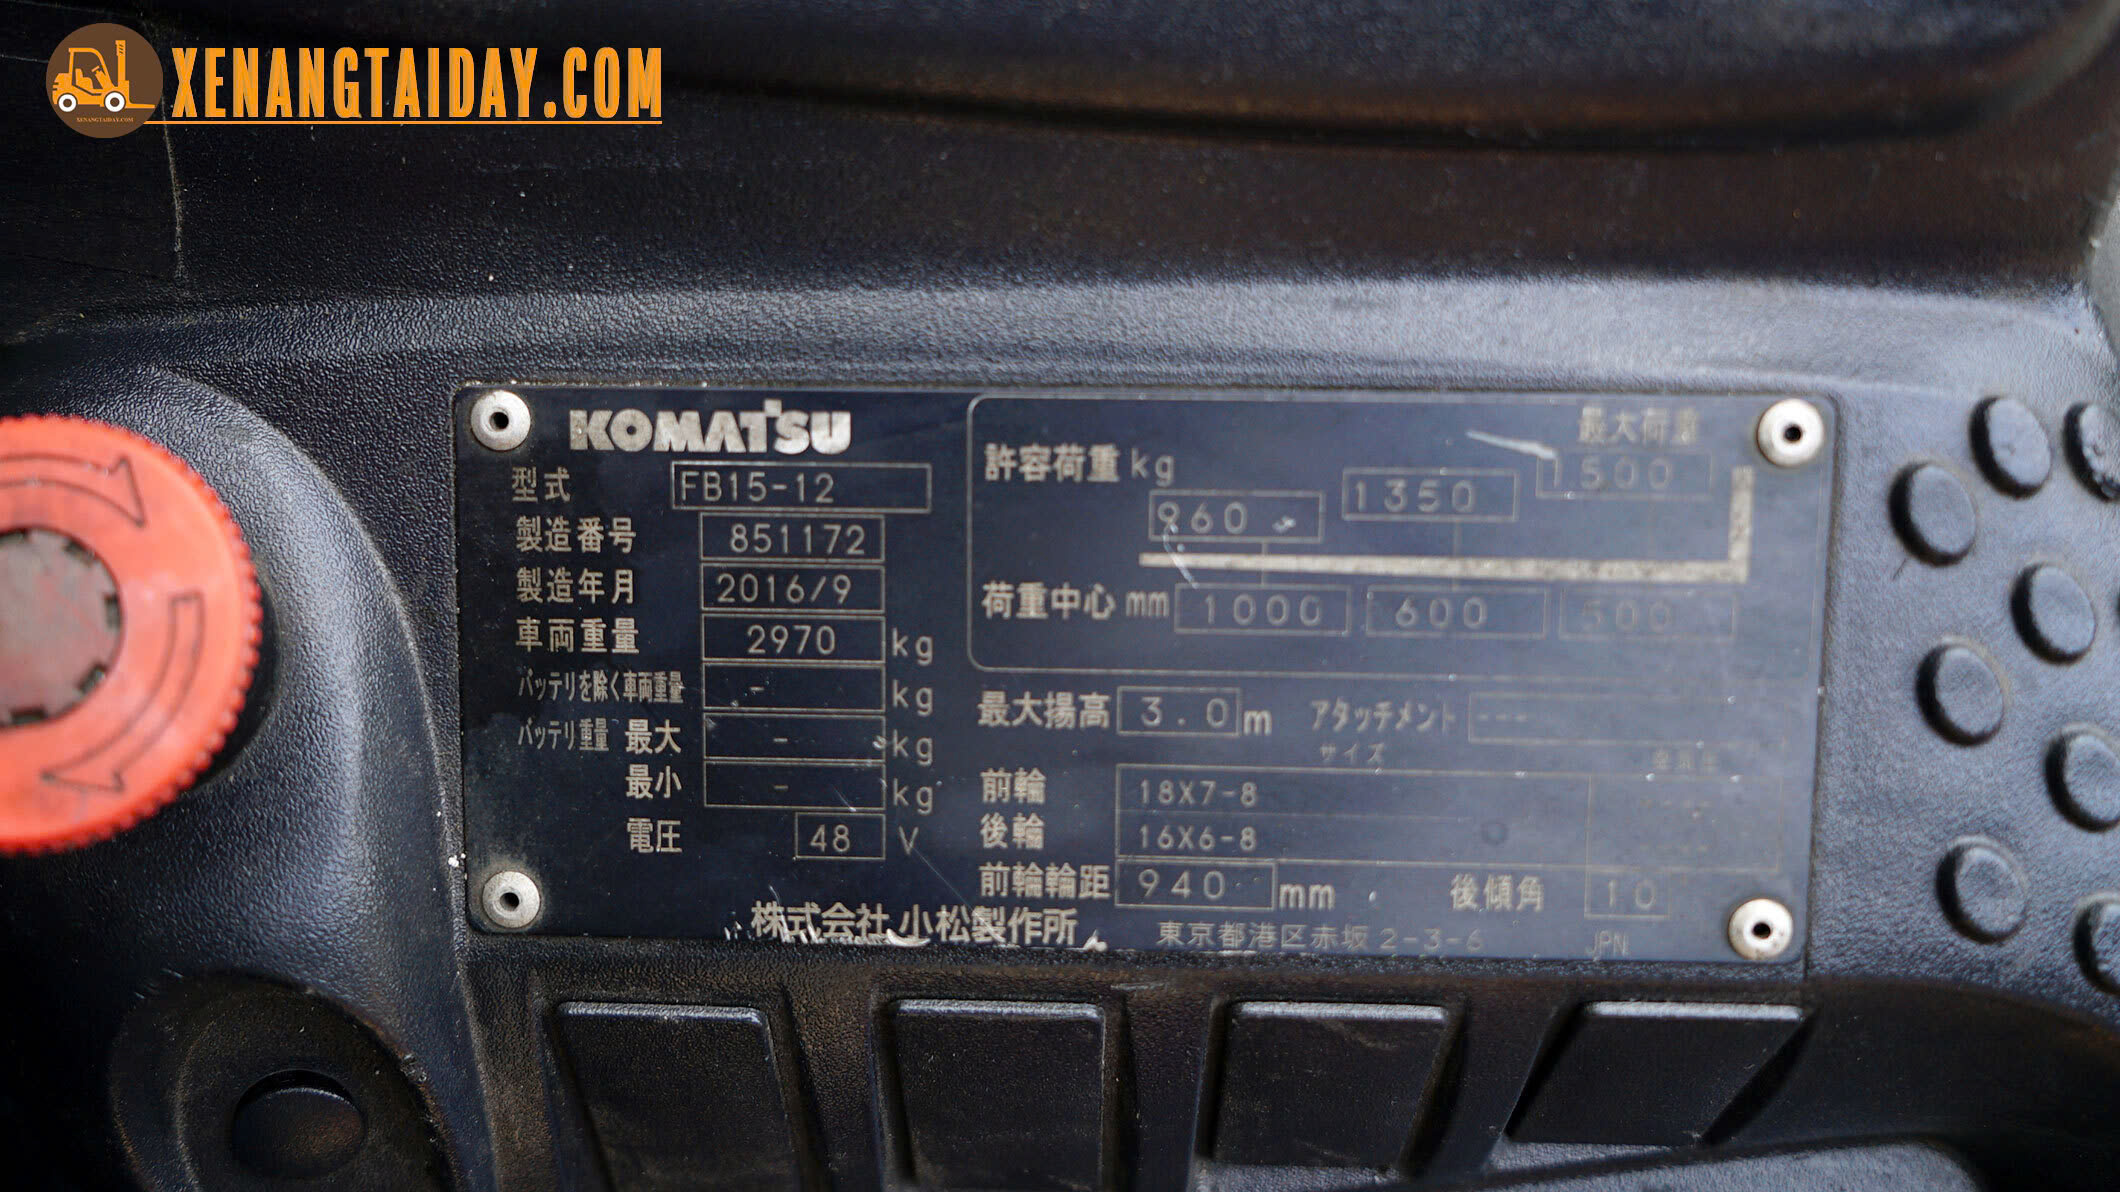 XENANGTAIDAY.COM
XENANGTAIDAY.COM
KOMATSU
型式 FB15-12
製造番号 851172
製造年月 2016/9
車両重量 2970 kg
バッテリを除く車両重量 - kg
バッテリ重量 最大 - kg
最小 - kg
電圧 48 V
最大荷重
許容荷重 kg 960 1350 1500
荷重中心 mm 1000 600 500
最大揚高 3.0 m アタッチメント ---
サイズ
前輪 18X7-8
後輪 16X6-8
前輪輪距 940 mm 後傾角 10
株式会社 小松製作所 東京都港区赤坂 2-3-6 JPN